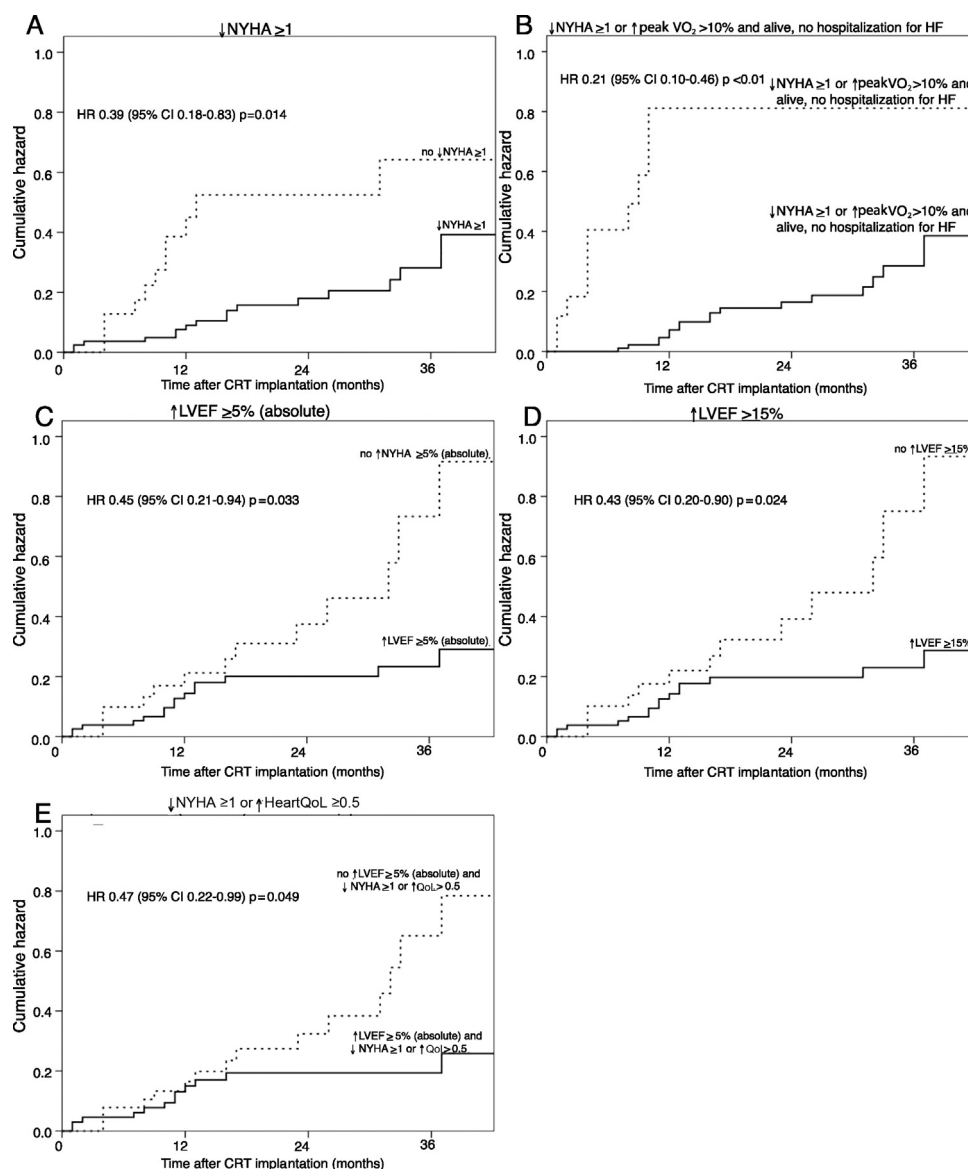 A
↓NYHA ≥1
Cumulative hazard
1.0
0.8
0.6
0.4
0.2
0.0
HR 0.39 (95% CI 0.18-0.83) p=0.014
no ↓NYHA ≥1
↓NYHA ≥1
0 12 24 36
Time after CRT implantation (months)
B
↓NYHA ≥1 or ↑peak VO₂ >10% and alive, no hospitalization for HF
Cumulative hazard
1.0
0.8
0.6
0.4
0.2
0.0
HR 0.21 (95% CI 0.10-0.46) p <0.01
↓NYHA ≥1 or ↑peakVO₂>10% and
alive, no hospitalization for HF
↓NYHA ≥1 or ↑peakVO₂>10% and
alive, no hospitalization for HF
0 12 24 36
Time after CRT implantation (months)
C
↑LVEF ≥5% (absolute)
Cumulative hazard
1.0
0.8
0.6
0.4
0.2
0.0
no ↑NYHA ≥5% (absolute)
HR 0.45 (95% CI 0.21-0.94) p=0.033
↑LVEF ≥5% (absolute)
0 12 24 36
Time after CRT implantation (months)
D
↑LVEF ≥15%
Cumulative hazard
1.0
0.8
0.6
0.4
0.2
0.0
no ↑LVEF ≥15%
HR 0.43 (95% CI 0.20-0.90) p=0.024
↑LVEF ≥15%
0 12 24 36
Time after CRT implantation (months)
E
↓NYHA ≥1 or ↑HeartQoL ≥0.5
Cumulative hazard
1.0
0.8
0.6
0.4
0.2
0.0
no ↑LVEF ≥5% (absolute) and
↓ NYHA ≥1 or ↑QoL> 0.5
HR 0.47 (95% CI 0.22-0.99) p=0.049
↑LVEF ≥ 5% (absolute) and
↓ NYHA ≥1 or ↑QoL>0.5
0 12 24 36
Time after CRT implantation (months)